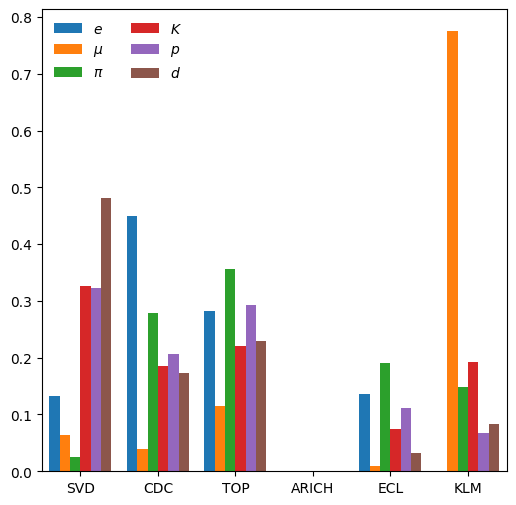 0.8
0.7
0.6
0.5
0.4
0.3
0.2
0.1
0.0
e
μ
π
K
p
d
SVD CDC TOP ARICH ECL KLM